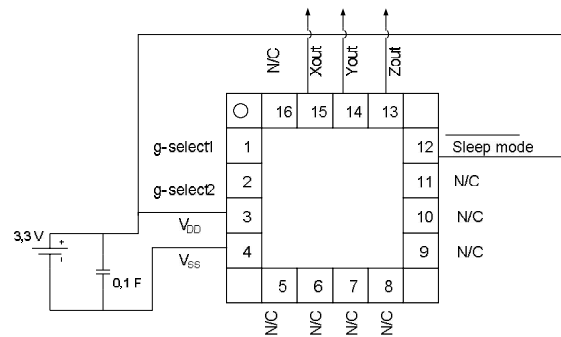 N/C Xout Yout Zout
16 15 14 13
g-select1 1 12 Sleep mode
g-select2 2 11 N/C
3 10 N/C
VDD
3,3 V + 4 9 N/C
-
VSS
0,1 F
5 6 7 8
N/C N/C N/C N/C